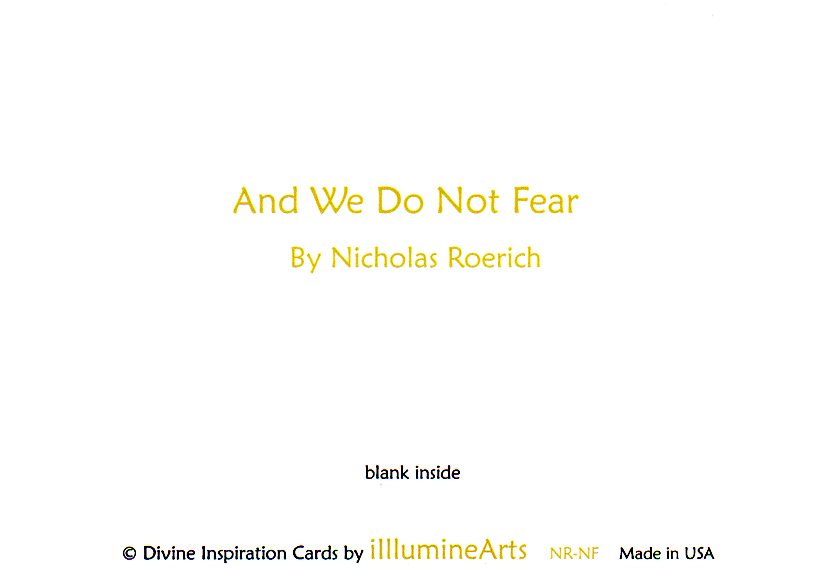 And We Do Not Fear
By Nicholas Roerich
blank inside
© Divine Inspiration Cards by illlumineArts NR-NF Made in USA